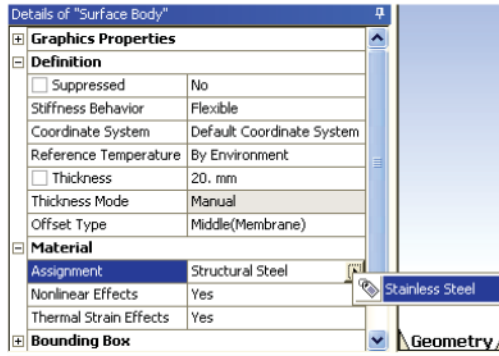 Details of "Surface Body"
Graphics Properties
Definition
Suppressed No
Stiffness Behavior Flexible
Coordinate System Default Coordinate System
Reference Temperature By Environment
Thickness 20. mm
Thickness Mode Manual
Offset Type Middle(Membrane)
Material
Assignment Structural Steel
Stainless Steel
Nonlinear Effects Yes
Thermal Strain Effects Yes
Bounding Box
Geometry